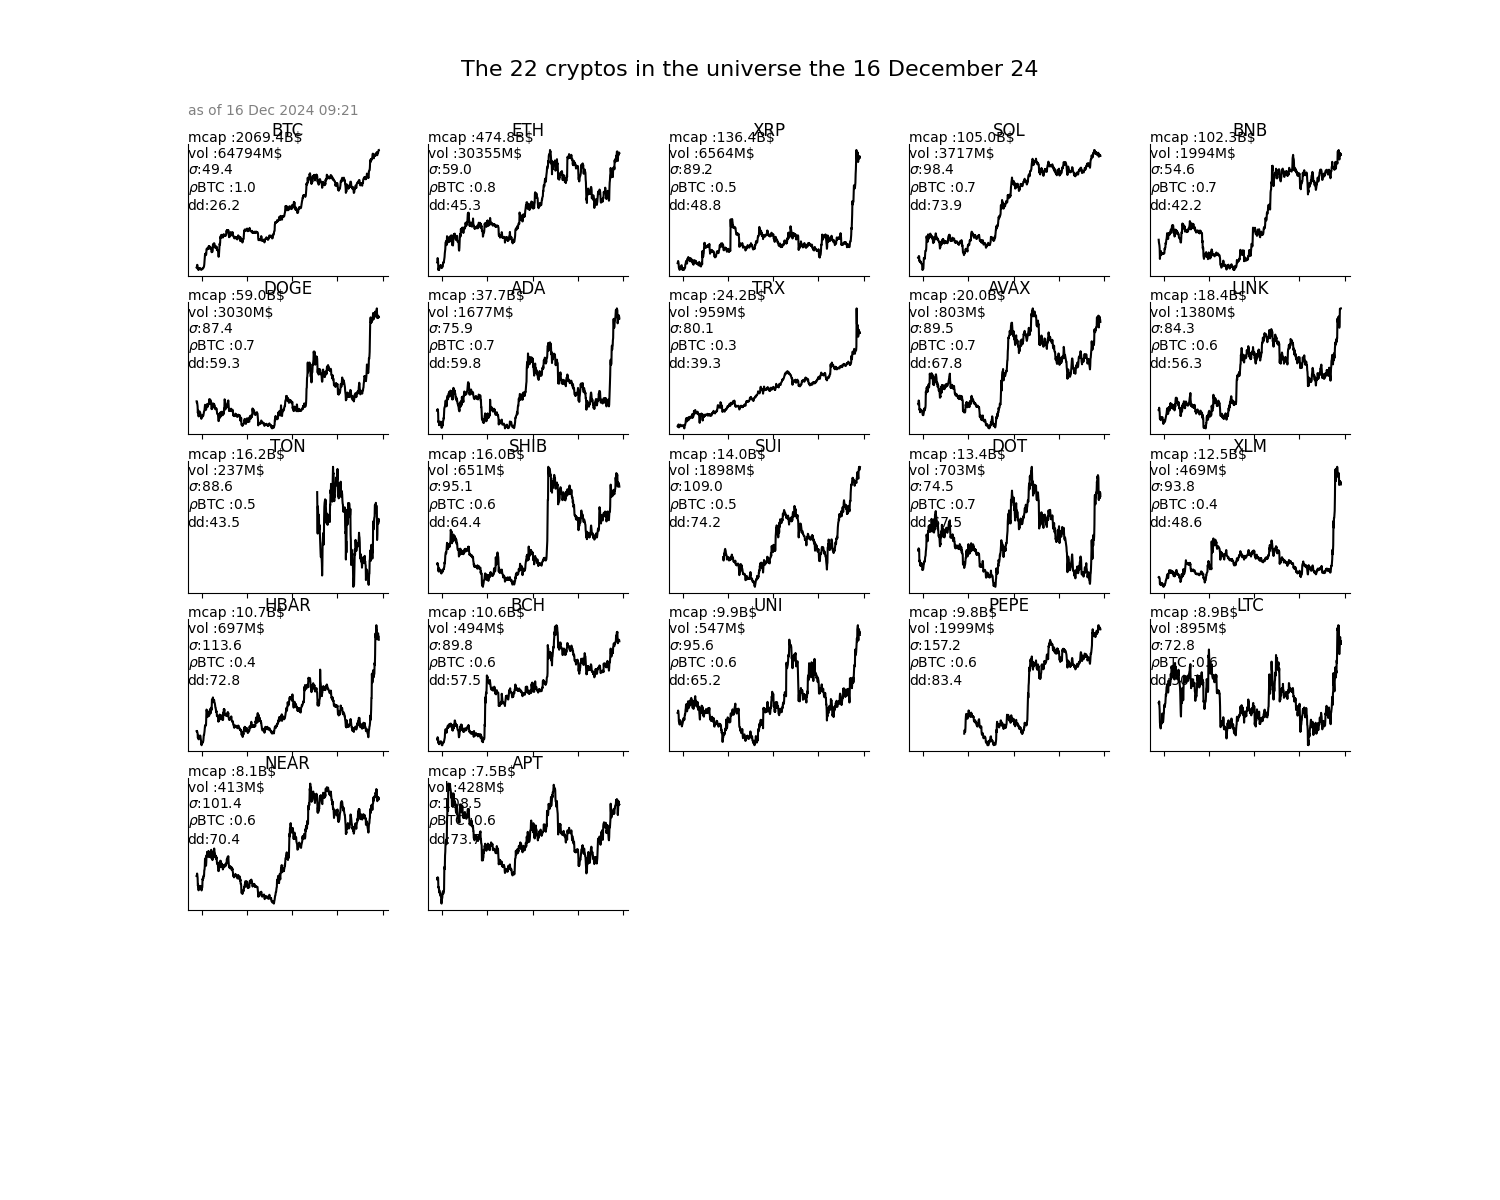 The 22 cryptos in the universe the 16 December 24
as of 16 Dec 2024 09:21
BTC
mcap :2069.4B$
vol :64794M$
σ:49.4
ρBTC :1.0
dd:26.2
ETH
mcap :474.8B$
vol :30355M$
σ:59.0
ρBTC :0.8
dd:45.3
XRP
mcap :136.4B$
vol :6564M$
σ:89.2
ρBTC :0.5
dd:48.8
SOL
mcap :105.0B$
vol :3717M$
σ:98.4
ρBTC :0.7
dd:73.9
BNB
mcap :102.3B$
vol :1994M$
σ:54.6
ρBTC :0.7
dd:42.2
DOGE
mcap :59.0B$
vol :3030M$
σ:87.4
ρBTC :0.7
dd:59.3
ADA
mcap :37.7B$
vol :1677M$
σ:75.9
ρBTC :0.7
dd:59.8
TRX
mcap :24.2B$
vol :959M$
σ:80.1
ρBTC :0.3
dd:39.3
AVAX
mcap :20.0B$
vol :803M$
σ:89.5
ρBTC :0.7
dd:67.8
LINK
mcap :18.4B$
vol :1380M$
σ:84.3
ρBTC :0.6
dd:56.3
TON
mcap :16.2B$
vol :237M$
σ:88.6
ρBTC :0.5
dd:43.5
SHIB
mcap :16.0B$
vol :651M$
σ:95.1
ρBTC :0.6
dd:64.4
SUI
mcap :14.0B$
vol :1898M$
σ:109.0
ρBTC :0.5
dd:74.2
DOT
mcap :13.4B$
vol :703M$
σ:74.5
ρBTC :0.7
XLM
mcap :12.5B$
vol :469M$
σ:93.8
ρBTC :0.4
dd:48.6
HBAR
mcap :10.7B$
vol :697M$
σ:113.6
ρBTC :0.4
dd:72.8
BCH
mcap :10.6B$
vol :494M$
σ:89.8
ρBTC :0.6
dd:57.5
UNI
mcap :9.9B$
vol :547M$
σ:95.6
ρBTC :0.6
dd:65.2
PEPE
mcap :9.8B$
vol :1999M$
σ:157.2
ρBTC :0.6
dd:83.4
LTC
mcap :8.9B$
vol :895M$
σ:72.8
ρBTC :0.6
NEAR
mcap :8.1B$
vol :413M$
σ:101.4
ρBTC :0.6
dd:70.4
APT
mcap :7.5B$
vol :428M$
σ:108.5
ρBTC :0.6